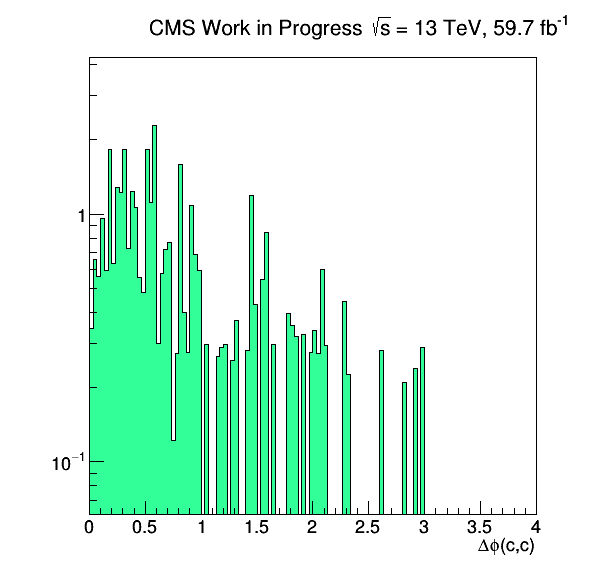 CMS Work in Progress √s = 13 TeV, 59.7 fb⁻¹
1
10⁻¹
0 0.5 1 1.5 2 2.5 3 3.5 4
Δϕ(c,c)